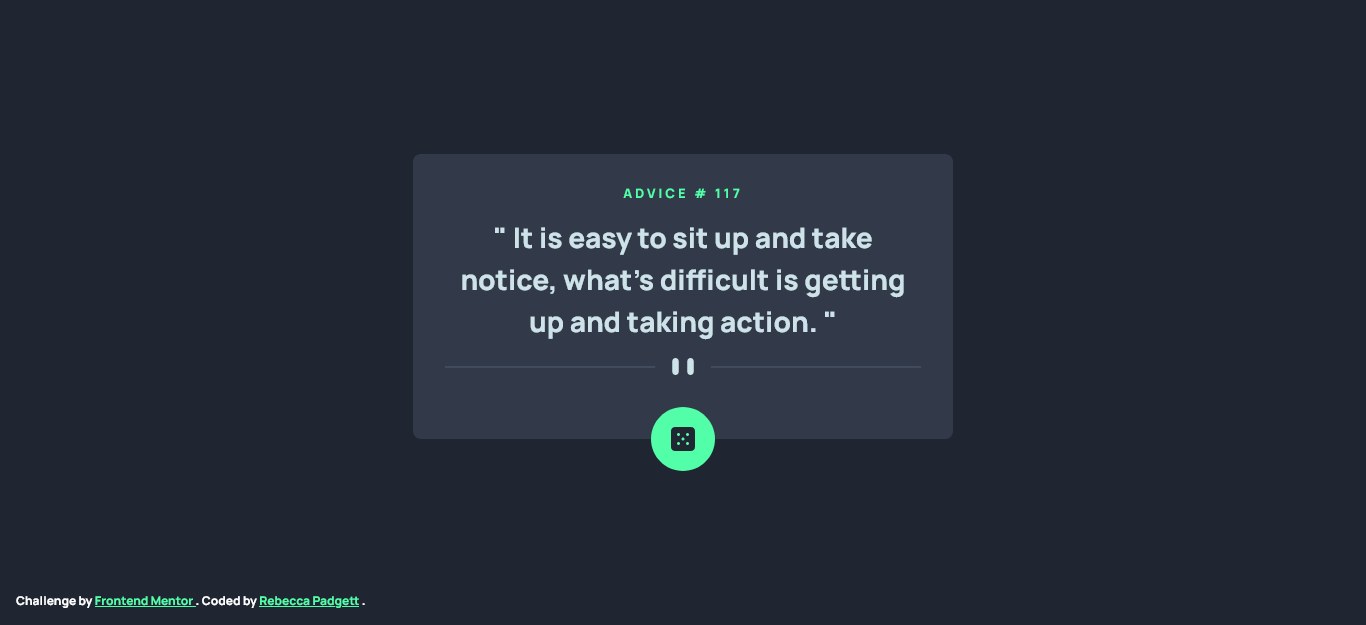 ADVICE # 117
" It is easy to sit up and take
notice, what's difficult is getting
up and taking action. "
Challenge by Frontend Mentor . Coded by Rebecca Padgett .